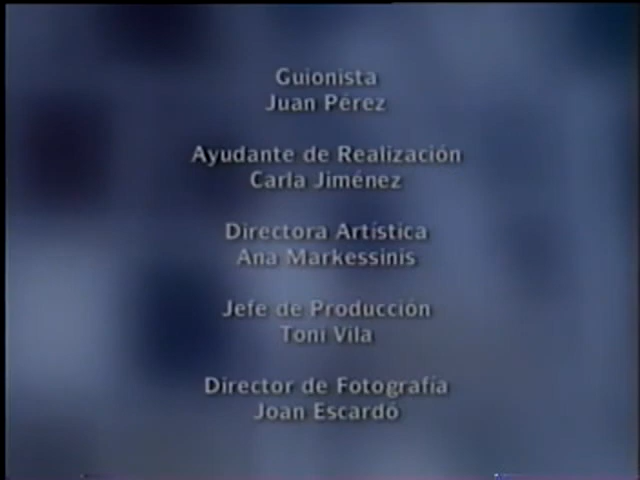 Guionista
Juan Pérez
Ayudante de Realización
Carla Jiménez
Directora Artística
Ana Markessinis
Jefe de Producción
Toni Vila
Director de Fotografía
Joan Escardó